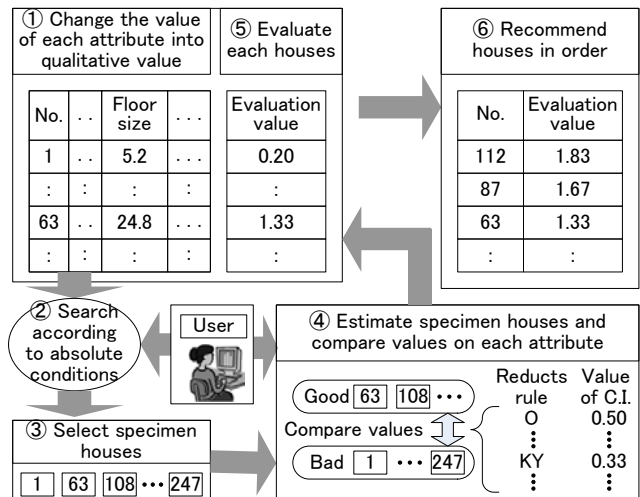 ① Change the value
of each attribute into
qualitative value
⑤ Evaluate
each houses
No. . . Floor size . . . Evaluation value
1 . . 5.2 . . . 0.20
: : : : :
63 . . 24.8 . . . 1.33
: : : : :
⑥ Recommend
houses in order
No. Evaluation value
112 1.83
87 1.67
63 1.33
: :
② Search
according
to absolute
conditions
User
③ Select specimen
houses
1 63 108 ••• 247
④ Estimate specimen houses and
compare values on each attribute
Good 63 108 •••
Compare values
Bad 1 ••• 247
Reducts rule Value of C.I.
O 0.50
⋮ ⋮
KY 0.33
⋮ ⋮